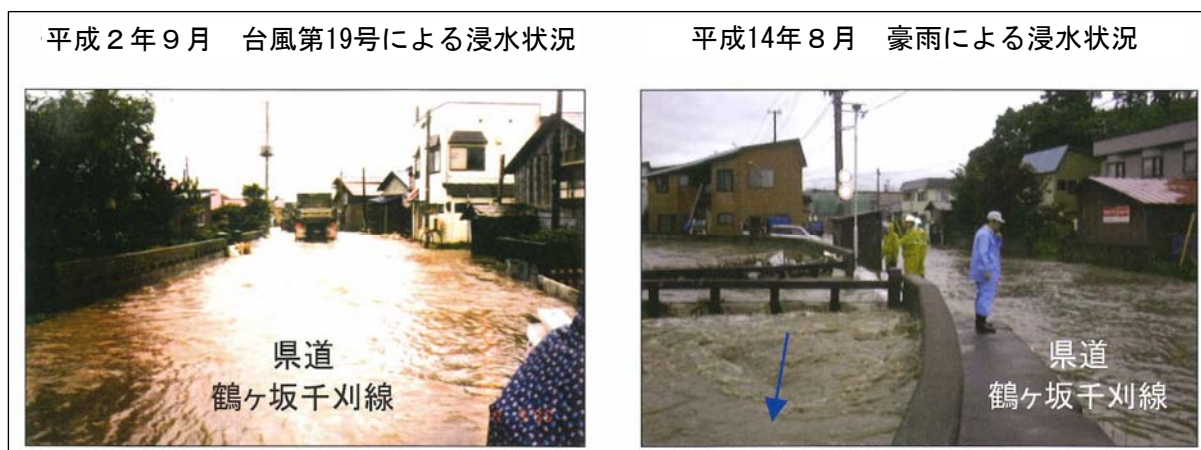 平成２年９月　台風第19号による浸水状況
平成14年８月　豪雨による浸水状況
県道
鶴ヶ坂千刈線
県道
鶴ヶ坂千刈線